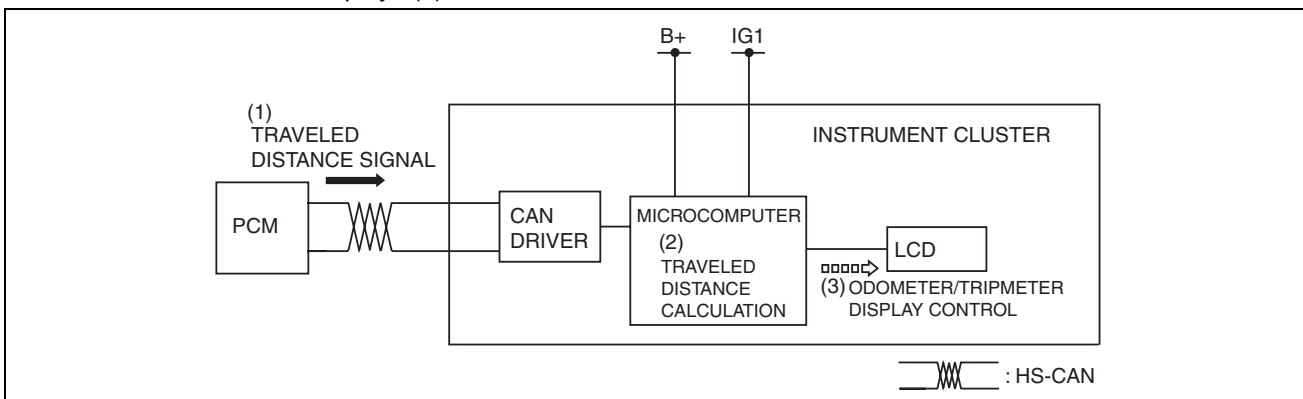 B+ IG1
(1)
TRAVELED
DISTANCE SIGNAL
INSTRUMENT CLUSTER
PCM
CAN
DRIVER
MICROCOMPUTER
(2)
TRAVELED
DISTANCE
CALCULATION
LCD
(3) ODOMETER/TRIPMETER
DISPLAY CONTROL
: HS-CAN